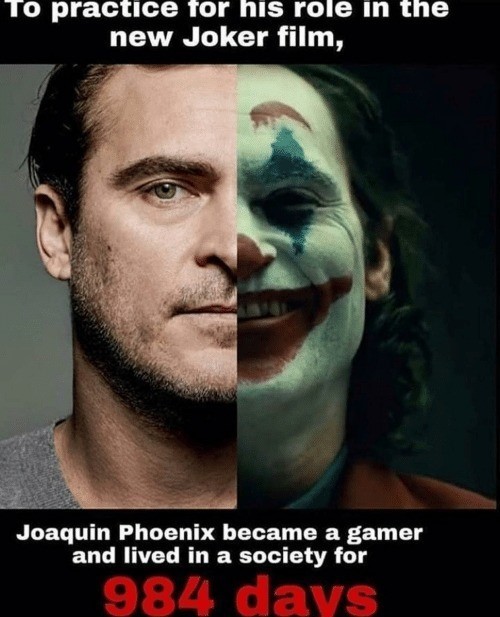 To practice for his role in the
new Joker film,
Joaquin Phoenix became a gamer
and lived in a society for
984 days